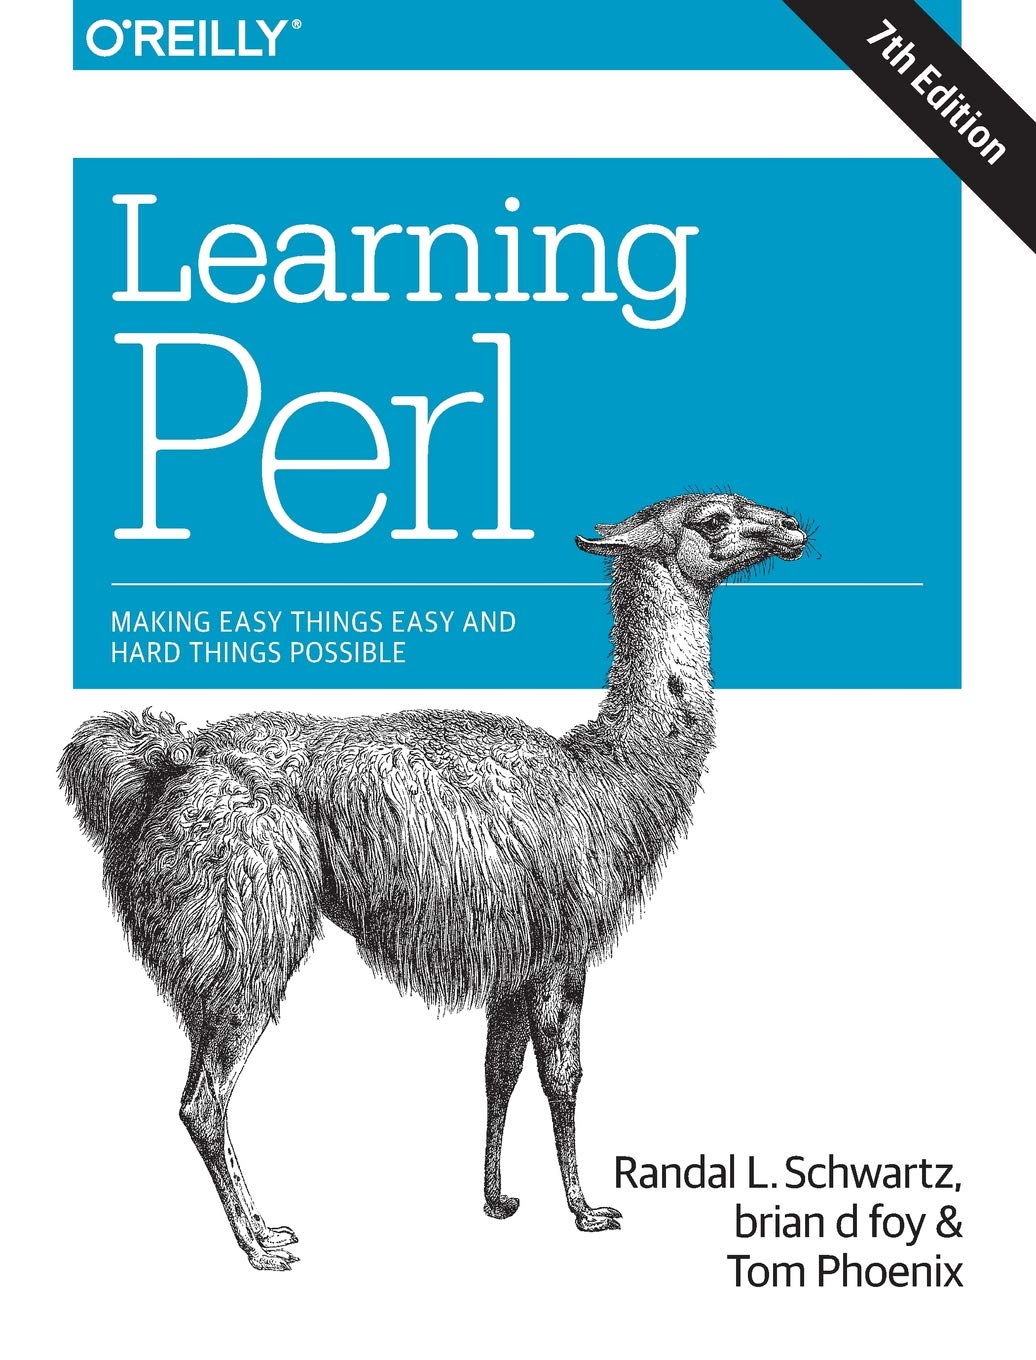 O'REILLY®
7th Edition
Learning
Perl
MAKING EASY THINGS EASY AND
HARD THINGS POSSIBLE
Randal L. Schwartz,
brian d foy &
Tom Phoenix